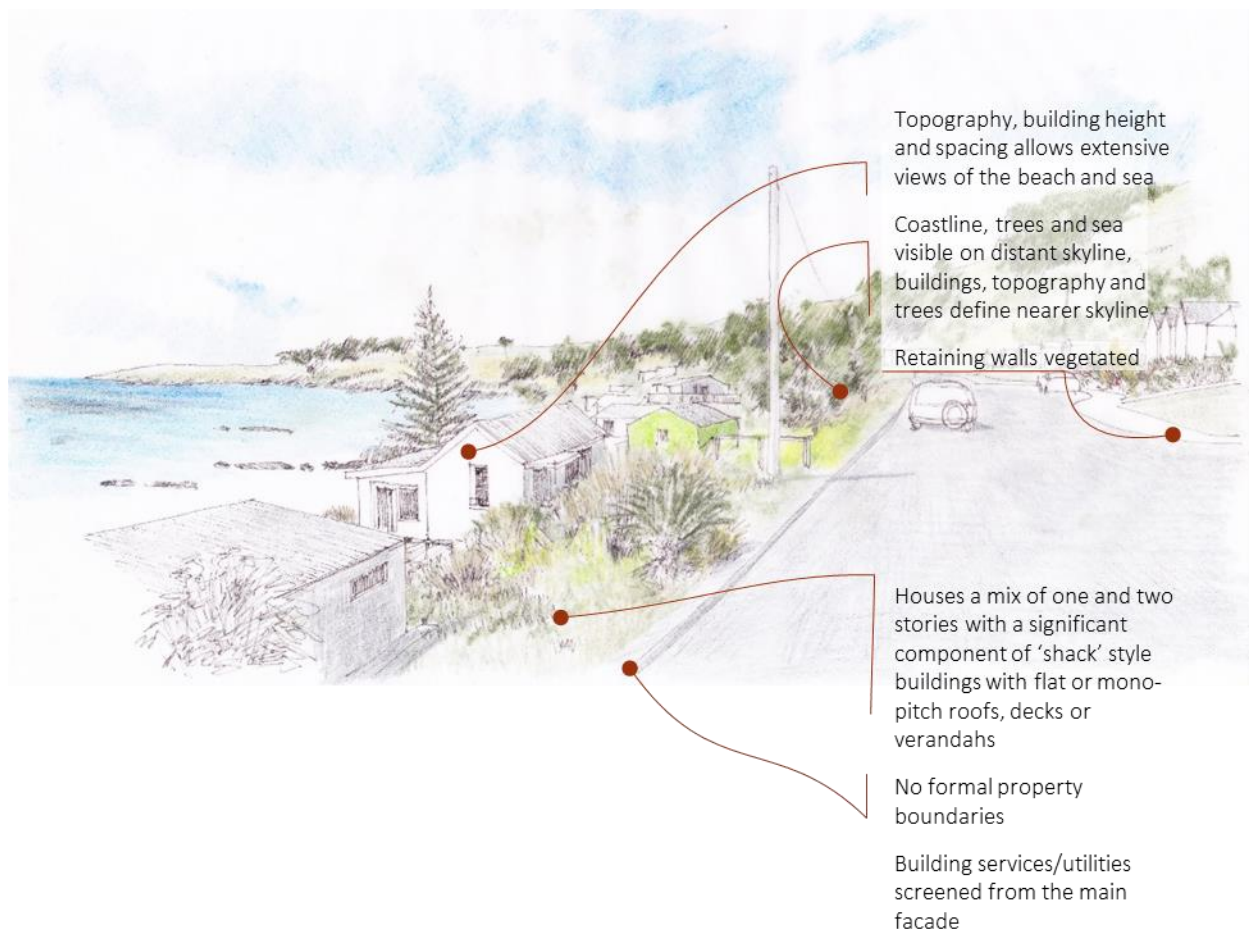 Topography, building height
and spacing allows extensive
views of the beach and sea
Coastline, trees and sea
visible on distant skyline,
buildings, topography and
trees define nearer skyline
Retaining walls vegetated
Houses a mix of one and two
stories with a significant
component of ‘shack’ style
buildings with flat or mono-
pitch roofs, decks or
verandahs
No formal property
boundaries
Building services/utilities
screened from the main
facade